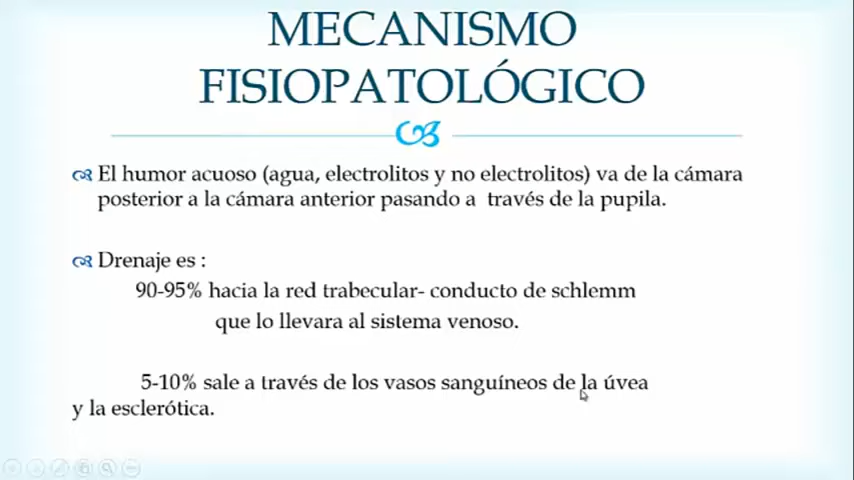 MECANISMO
FISIOPATOLÓGICO
El humor acuoso (agua, electrolitos y no electrolitos) va de la cámara
posterior a la cámara anterior pasando a través de la pupila.
Drenaje es :
90-95% hacia la red trabecular- conducto de schlemm
que lo llevara al sistema venoso.
5-10% sale a través de los vasos sanguíneos de la úvea
y la esclerótica.